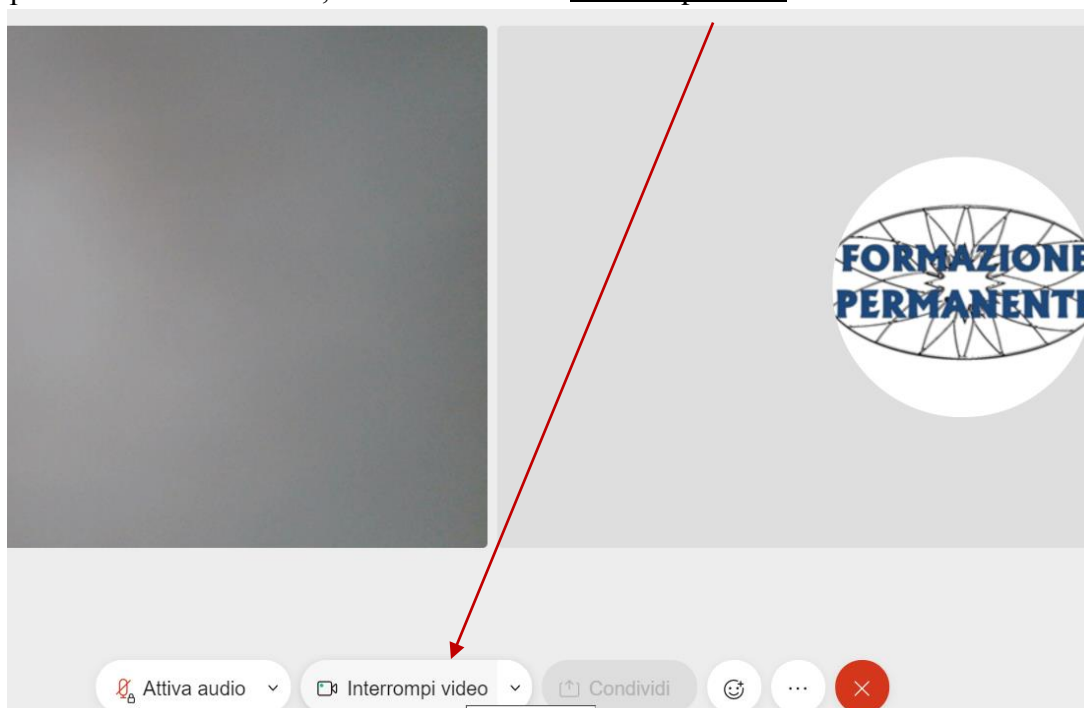 FORMAZIONE
PERMANENTE
Attiva audio
Interrompi video
Condividi